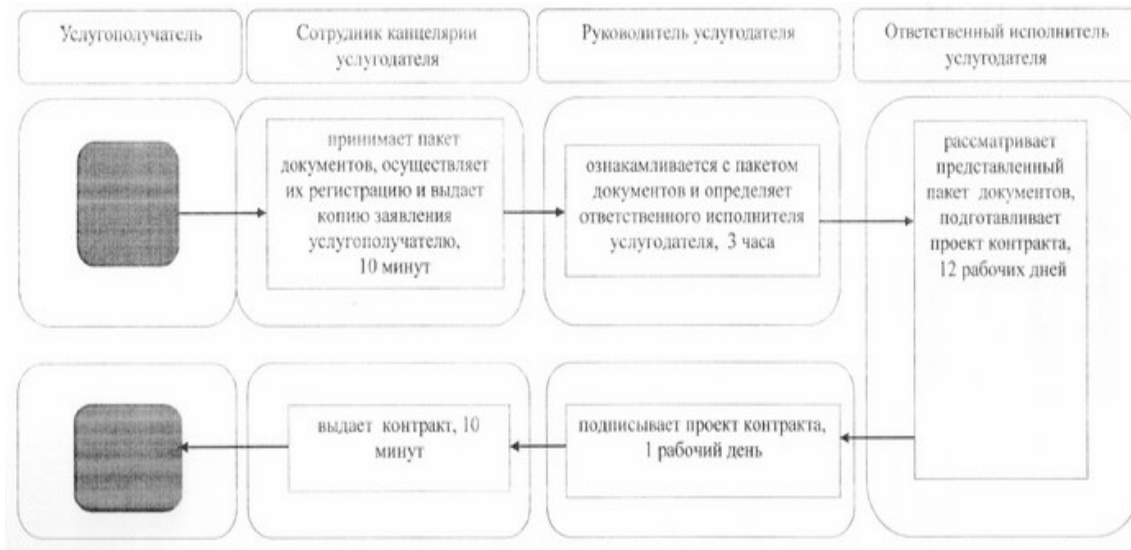 Услугополучатель
Сотрудник канцелярии
услугодателя
Руководитель услугодателя
Ответственный исполнитель
услугодателя
принимает пакет
документов, осуществляет
их регистрацию и выдает
копию заявления
услугополучателю,
10 минут
ознакамливается с пакетом
документов и определяет
ответственного исполнителя
услугодателя, 3 часа
рассматривает
представленный
пакет документов,
подготавливает
проект контракта,
12 рабочих дней
выдает контракт, 10
минут
подписывает проект контракта,
1 рабочий день